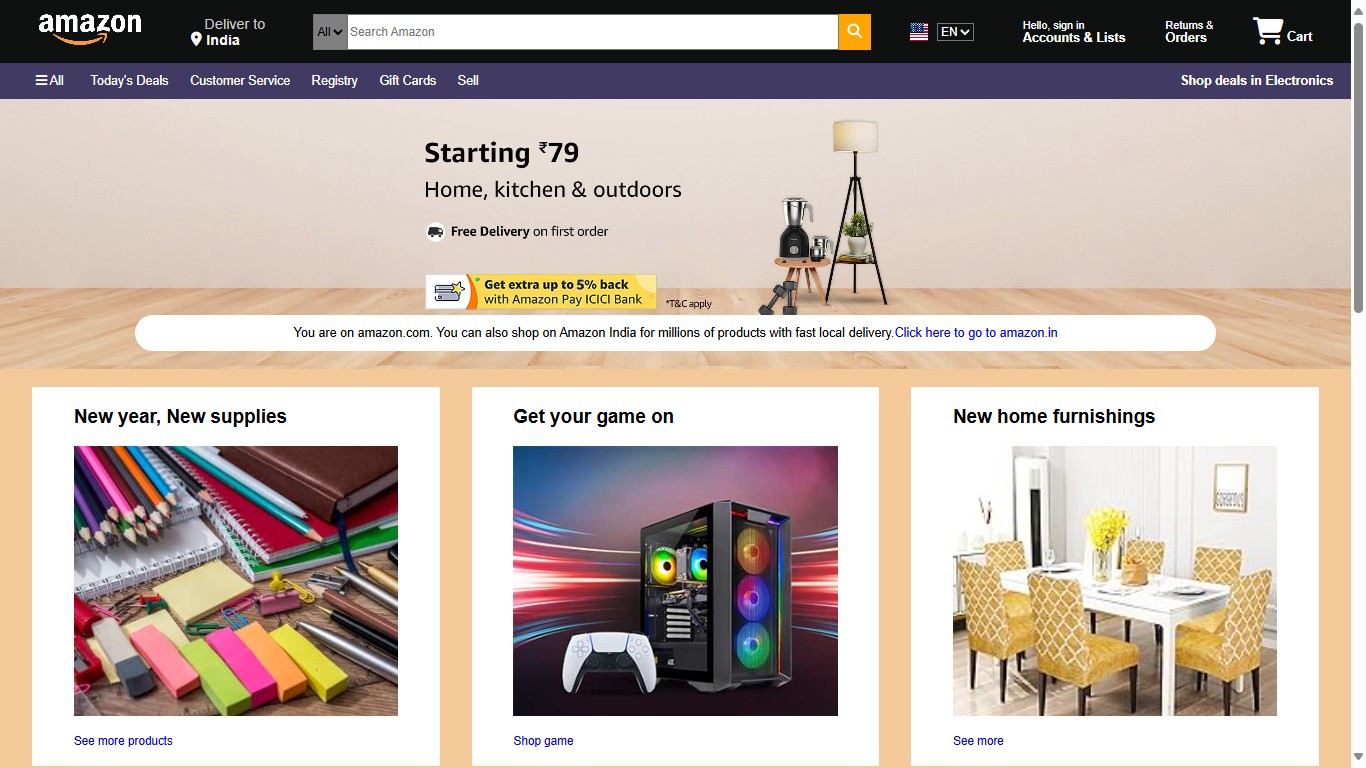 amazon
Deliver to
India
All
Search Amazon
EN
Hello, sign in
Accounts & Lists
Returns &
Orders
Cart
All
Today's Deals
Customer Service
Registry
Gift Cards
Sell
Shop deals in Electronics
Starting ₹79
Home, kitchen & outdoors
Free Delivery on first order
Get extra up to 5% back
with Amazon Pay ICICI Bank
*T&C apply
You are on amazon.com. You can also shop on Amazon India for millions of products with fast local delivery.Click here to go to amazon.in
New year, New supplies
Get your game on
New home furnishings
GORGEOUS
See more products
Shop game
See more